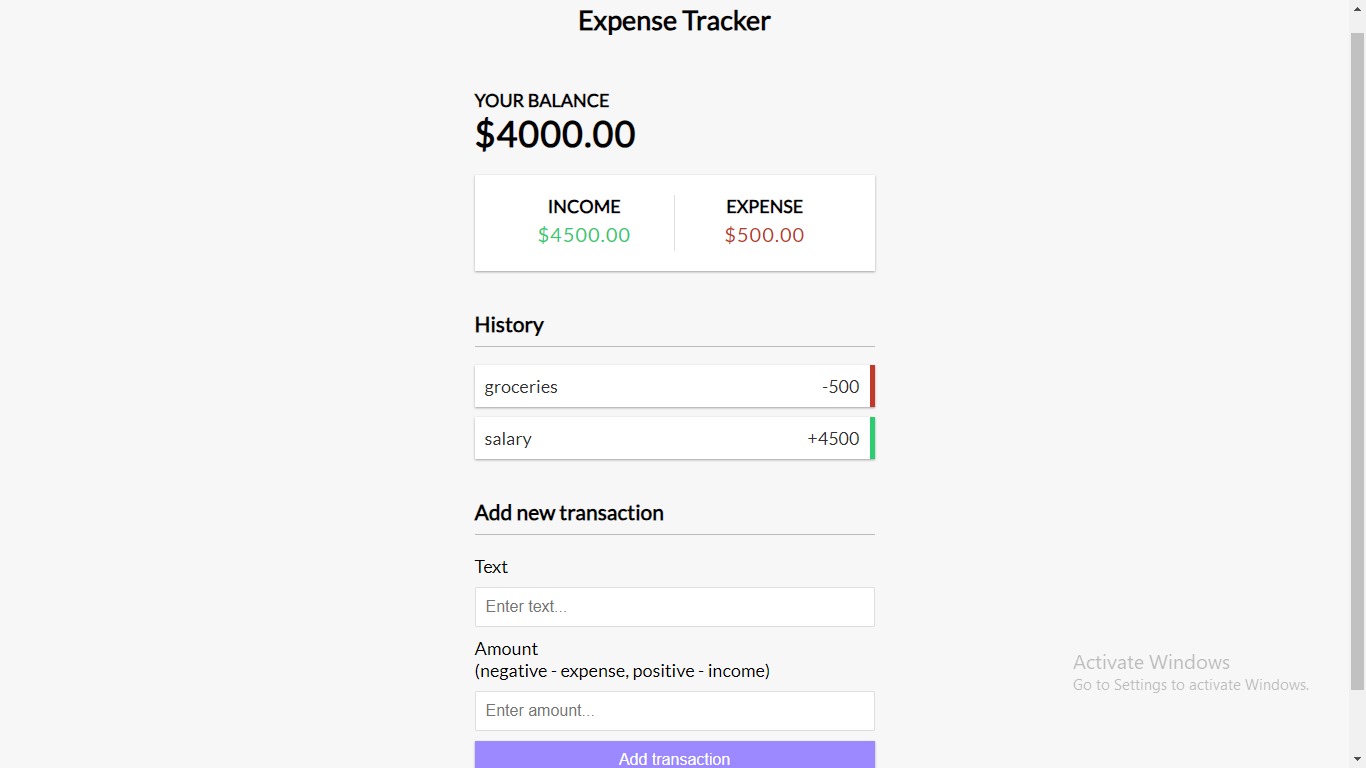 Expense Tracker
YOUR BALANCE
$4000.00
INCOME
EXPENSE
$4500.00
$500.00
History
groceries -500
salary +4500
Add new transaction
Text
Enter text...
Amount
(negative - expense, positive - income)
Enter amount...
Add transaction
Activate Windows
Go to Settings to activate Windows.